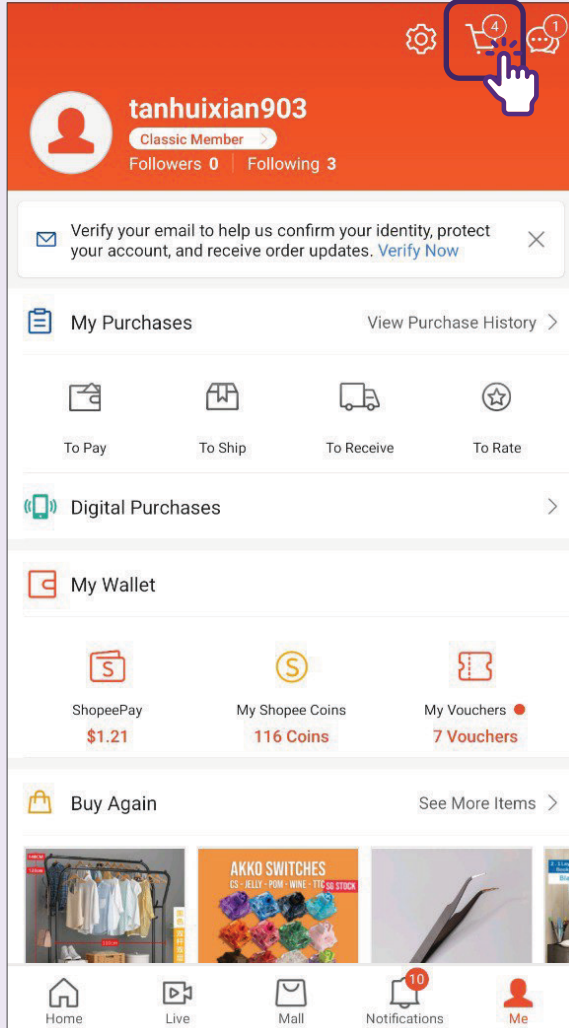 4
1
tanhuixian903
Classic Member
Followers 0 Following 3
Verify your email to help us confirm your identity, protect
your account, and receive order updates. Verify Now
My Purchases
View Purchase History
To Pay
To Ship
To Receive
To Rate
Digital Purchases
My Wallet
ShopeePay
My Shopee Coins
My Vouchers
$1.21
116 Coins
7 Vouchers
Buy Again
See More Items
AKKO SWITCHES
CS - JELLY - POM - WINE - TTC SG STOCK
10
Home
Live
Mall
Notifications
Me